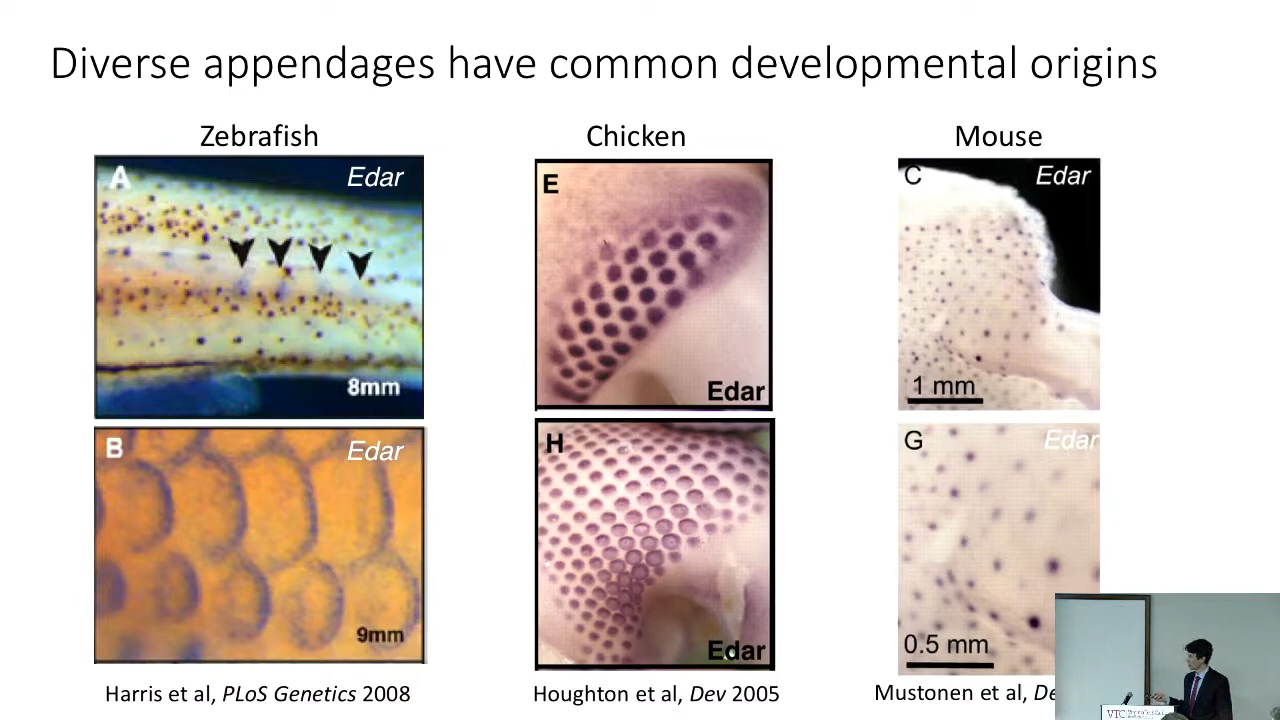 Diverse appendages have common developmental origins
Zebrafish
Chicken
Mouse
A
Edar
8mm
E
Edar
C
Edar
1 mm
B
Edar
9mm
H
Edar
G
Edar
0.5 mm
Harris et al, PLoS Genetics 2008
Houghton et al, Dev 2005
Mustonen et al, De
VTC